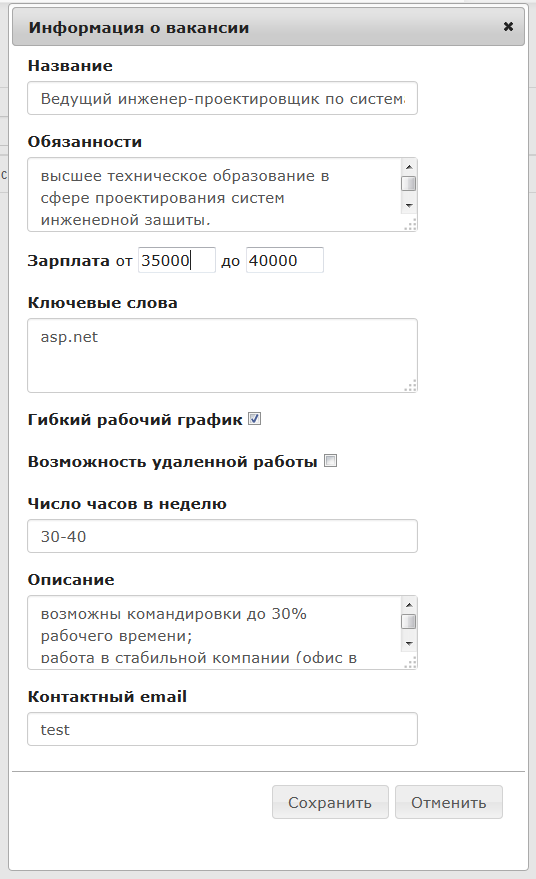 Информация о вакансии
Название
Ведущий инженер-проектировщик по система
Обязанности
высшее техническое образование в
сфере проектирования систем
инженерной защиты.
Зарплата от 35000 до 40000
Ключевые слова
asp.net
Гибкий рабочий график
Возможность удаленной работы
Число часов в неделю
30-40
Описание
возможны командировки до 30%
рабочего времени;
работа в стабильной компании (офис в
Контактный email
test
Сохранить Отменить